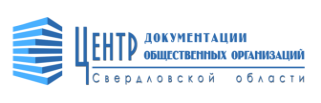 ЦЕНТР ДОКУМЕНТАЦИИ
ОБЩЕСТВЕННЫХ ОРГАНИЗАЦИЙ
Свердловской области